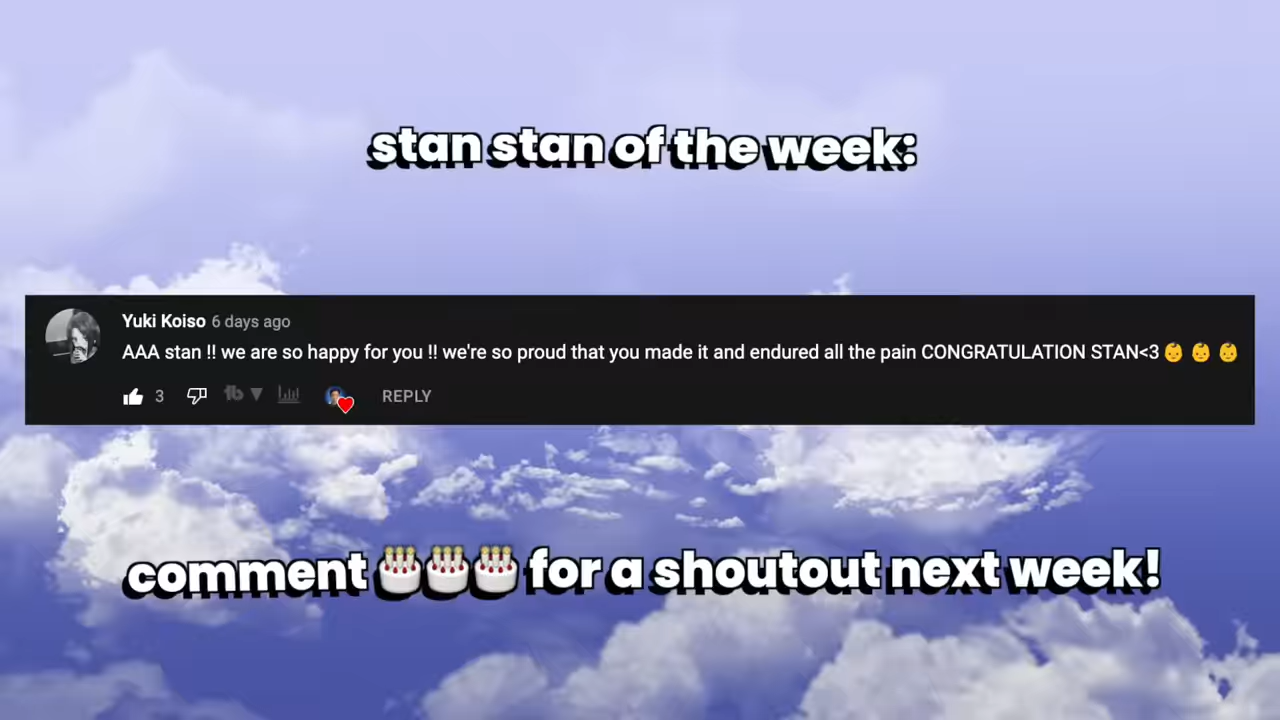 stan stan of the week:
Yuki Koiso 6 days ago
AAA stan !! we are so happy for you !! we're so proud that you made it and endured all the pain CONGRATULATION STAN<3 👶 👶 👶
3 REPLY
comment 🎂🎂🎂 for a shoutout next week!